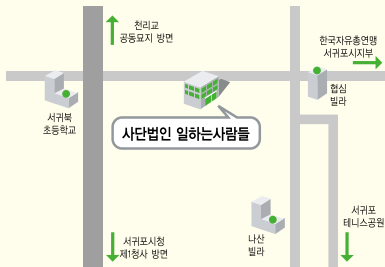 천리교
공동묘지 방면
한국자유총연맹
서귀포시지부
협심
빌라
서귀북
초등학교
사단법인 일하는사람들
나산
빌라
서귀포
테니스공원
서귀포시청
제1청사 방면